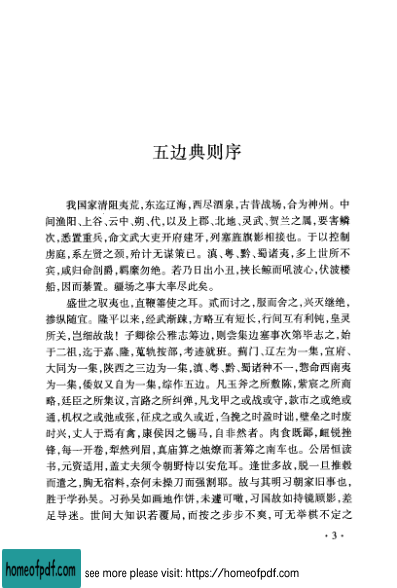 五边典则序
我国家清阻夷荒,东迄辽海,西尽酒泉,古昔战场,合为神州。中
间渔阳、上谷、云中、朔、代,以及上郡、北地、灵武、贺兰之属,要害鳞
次,悉置重兵,命文武大吏开府建牙,列塞旌旗影相接也。于以控制
虏庭,系左贤之颈,殆计无谋策已。滇、粤、黔、蜀诸夷,多上世所不
宾,咸归命剖爵,羁縻勿绝。若乃日出小丑,挟长鲸而吼波心,伏波楼
船,因而綦置。疆场之事大率尽此矣。
盛世之驭夷也,直鞭箠使之耳。贰而讨之,服而舍之,兴灭继绝,
操纵随宜。隆平以来,经武渐疎,方略互有短长,行间互有利钝,皇灵
所关,岂细故哉!子卿徐公雅志筹边,则尝集边塞事次第毕志之,始
于二祖,迄于嘉、隆,蒐轨按部,考迹就班。蓟门、辽左为一集,宣府、
大同为一集,陕西之三边为一集,滇、粤、黔、蜀诸种不一,惣命西南夷
为一集,倭奴又自为一集,综作五边。凡玉斧之所敷陈,紫宸之所商
略,廷臣之所集议,言路之所纠弹,凡戈甲之或战或守,款市之或绝或
通,机权之或弛或张,征戍之或久或近,刍挽之时盈时诎,壁垒之时废
时兴,丈人于焉有禽,康侯因之锡马,自非然者。肉食既鄙,衄锐挫
锋,每一开卷,犁然列眉,真庙算之烛燎而著筹之南车也。公居恒读
书,元资适用,盖丈夫须令朝野恃以安危耳。逢世多故,脱一旦推毂
而遣之,胸无宿料,奈何未操刀而强割耶。故与其明习朝家旧事也,
胜于学孙吴。习孙吴如画地作饼,未遽可噉,习国故如持镜顾影,差
足导迷。世间大知识若覆局,而按之步步不爽,可无举棋不定之
·3·
homeofpdf.com
see more please visit: https://homeofpdf.com